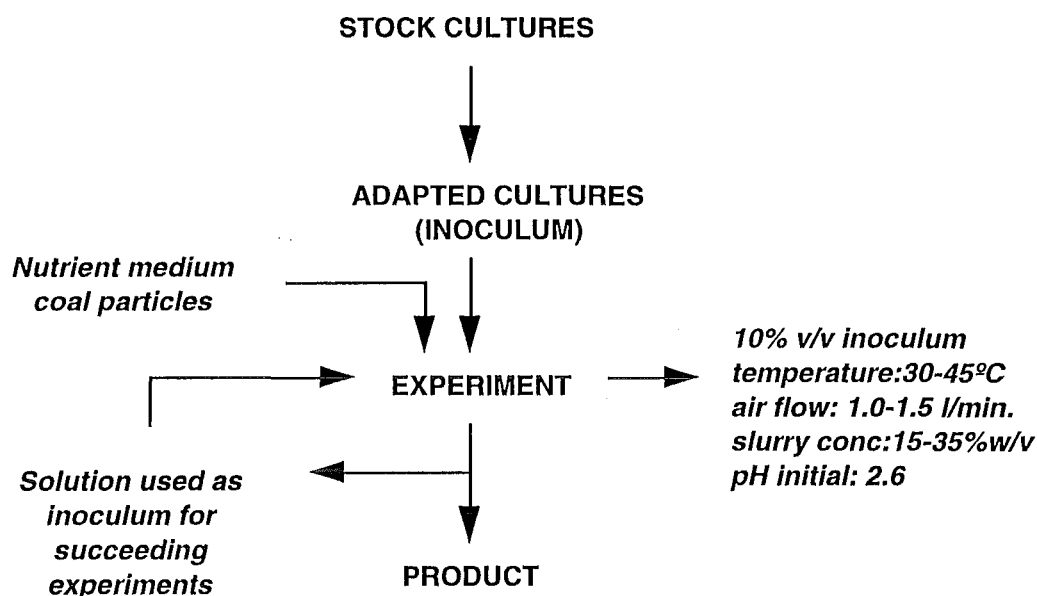 STOCK CULTURES
ADAPTED CULTURES
(INOCULUM)
Nutrient medium
coal particles
EXPERIMENT
10% v/v inoculum
temperature:30-45ºC
air flow: 1.0-1.5 l/min.
slurry conc:15-35%w/v
pH initial: 2.6
Solution used as
inoculum for
succeeding
experiments
PRODUCT